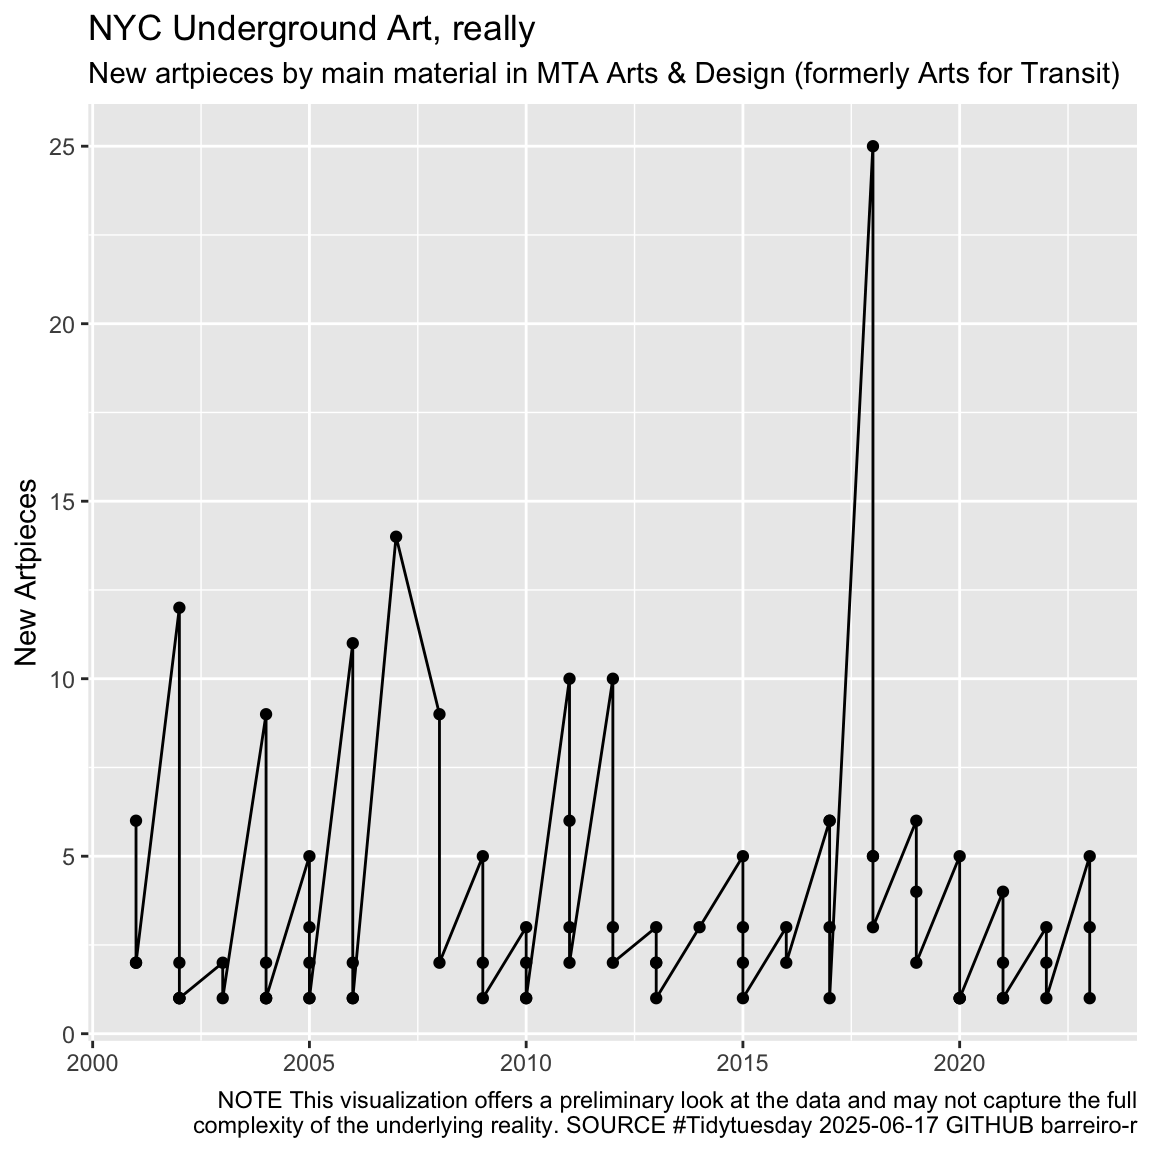 NYC Underground Art, really
New artpieces by main material in MTA Arts & Design (formerly Arts for Transit)
New Artpieces
25
20
15
10
5
0
2000 2005 2010 2015 2020
NOTE This visualization offers a preliminary look at the data and may not capture the full
complexity of the underlying reality. SOURCE #Tidytuesday 2025-06-17 GITHUB barreiro-r